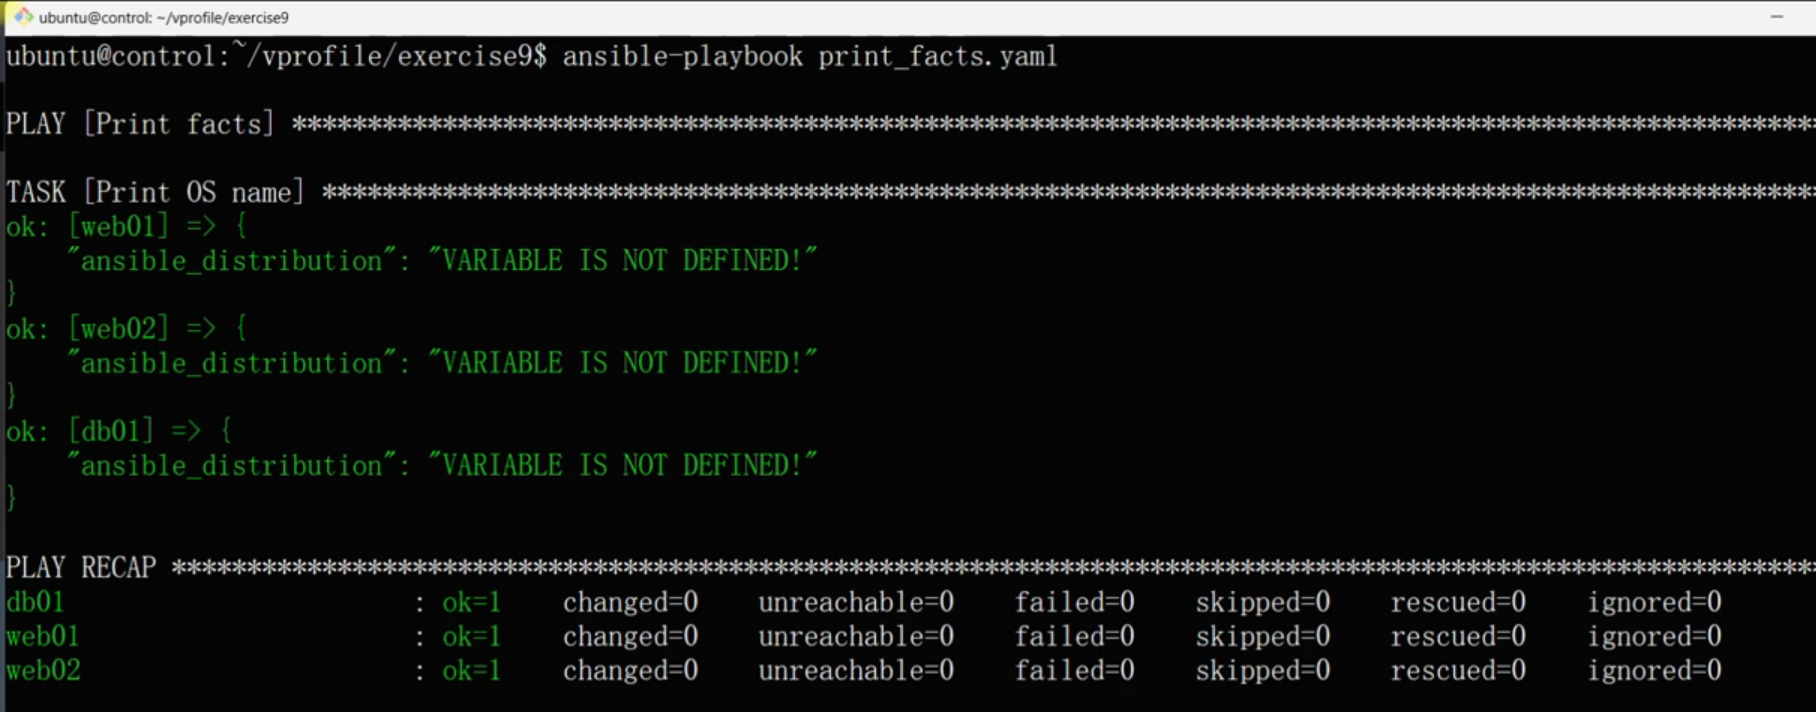 ubuntu@control: ~/vprofile/exercise9
ubuntu@control:~/vprofile/exercise9$ ansible-playbook print_facts.yaml
PLAY [Print facts] ****************************************************************************************************
TASK [Print OS name] **************************************************************************************************
ok: [web01] => {
    "ansible_distribution": "VARIABLE IS NOT DEFINED!"
}
ok: [web02] => {
    "ansible_distribution": "VARIABLE IS NOT DEFINED!"
}
ok: [db01] => {
    "ansible_distribution": "VARIABLE IS NOT DEFINED!"
}
PLAY RECAP ************************************************************************************************************
db01                       : ok=1    changed=0    unreachable=0    failed=0    skipped=0    rescued=0    ignored=0
web01                      : ok=1    changed=0    unreachable=0    failed=0    skipped=0    rescued=0    ignored=0
web02                      : ok=1    changed=0    unreachable=0    failed=0    skipped=0    rescued=0    ignored=0